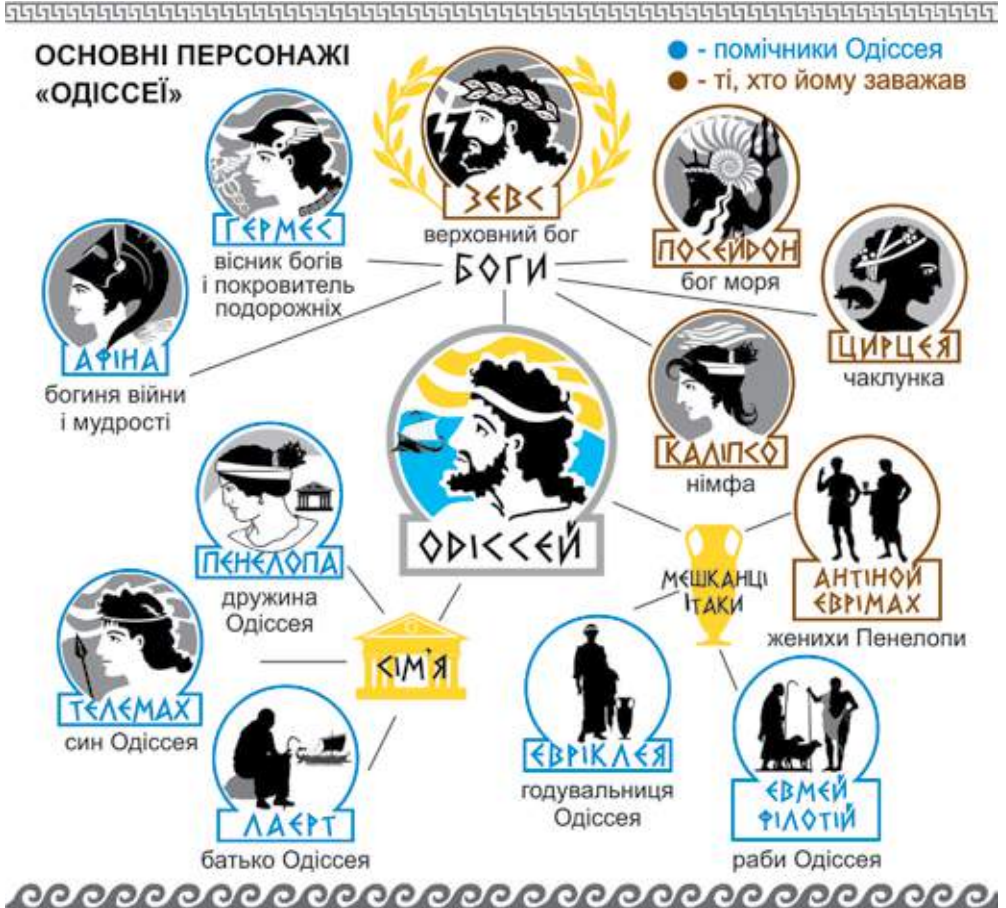 ОСНОВНІ ПЕРСОНАЖІ
«ОДІССЕЇ»
- помічники Одіссея
- ті, хто йому заважав
ЗЕВС
верховний бог
БОГИ
ГЕРМЕС
вісник богів
і покровитель
подорожніх
ПОСЕЙДОН
бог моря
АФІНА
богиня війни
і мудрості
ЦИРЦЕЯ
чаклунка
КАЛІПСО
німфа
ОДІССЕЙ
ПЕНЕЛОПА
дружина
Одіссея
МЕШКАНЦІ
ІТАКИ
АНТІНОЙ
ЄВРІМАХ
женихи Пенелопи
СІМ'Я
ТЕЛЕМАХ
син Одіссея
ЛАЕРТ
батько Одіссея
ЕВРІКЛЕЯ
годувальниця
Одіссея
ЕВМЕЙ
ФІЛОТІЙ
раби Одіссея